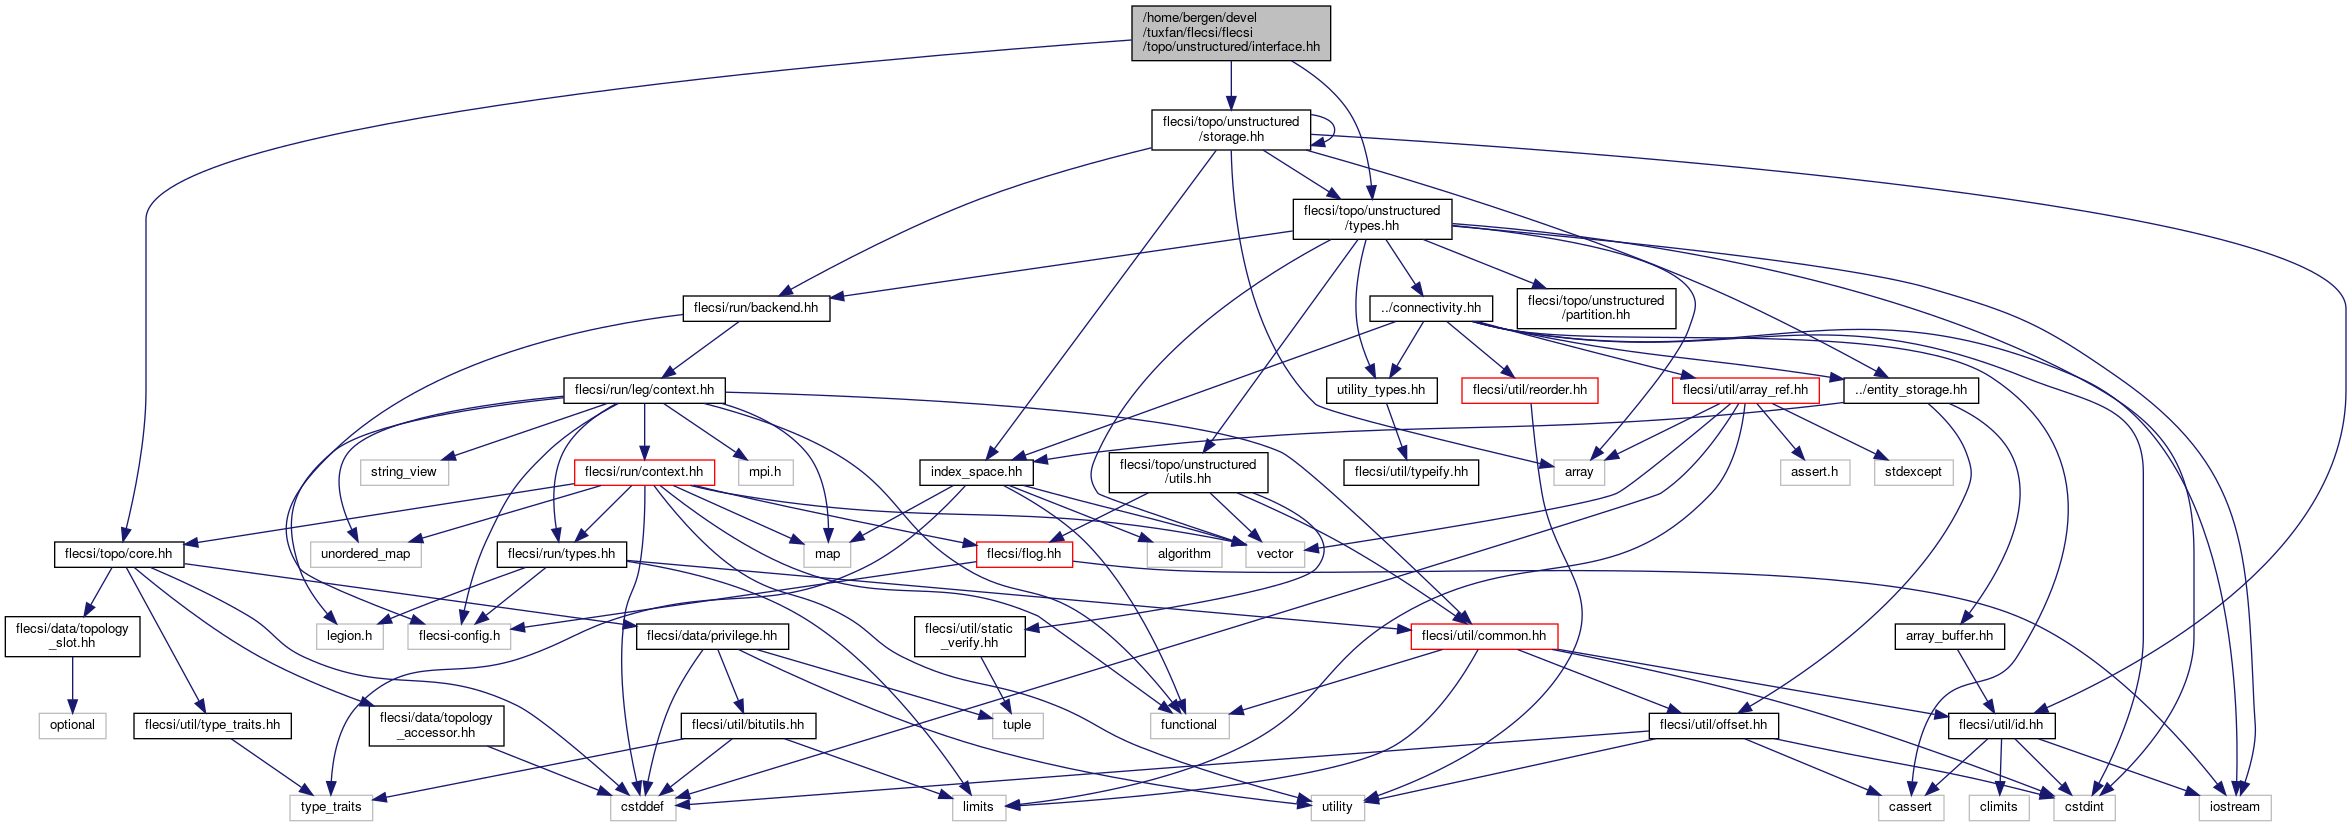 /home/bergen/devel
/tuxfan/flecsi/flecsi
/topo/unstructured/interface.hh
flecsi/topo/unstructured
/storage.hh
flecsi/topo/unstructured
/types.hh
flecsi/run/backend.hh
../connectivity.hh
flecsi/topo/unstructured
/partition.hh
flecsi/run/leg/context.hh
utility_types.hh
flecsi/util/reorder.hh
flecsi/util/array_ref.hh
../entity_storage.hh
string_view
flecsi/run/context.hh
mpi.h
index_space.hh
flecsi/topo/unstructured
/utils.hh
flecsi/util/typeify.hh
array
assert.h
stdexcept
flecsi/topo/core.hh
unordered_map
flecsi/run/types.hh
map
flecsi/flog.hh
algorithm
vector
flecsi/data/topology
_slot.hh
legion.h
flecsi-config.h
flecsi/data/privilege.hh
flecsi/util/static
_verify.hh
flecsi/util/common.hh
array_buffer.hh
optional
flecsi/util/type_traits.hh
flecsi/data/topology
_accessor.hh
flecsi/util/bitutils.hh
tuple
functional
flecsi/util/offset.hh
flecsi/util/id.hh
type_traits
cstddef
limits
utility
cassert
climits
cstdint
iostream